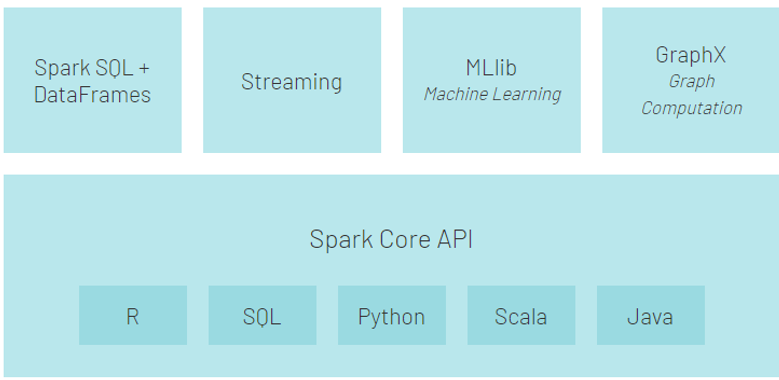 Spark SQL +
DataFrames
Streaming
MLlib
Machine Learning
GraphX
Graph
Computation
Spark Core API
R
SQL
Python
Scala
Java